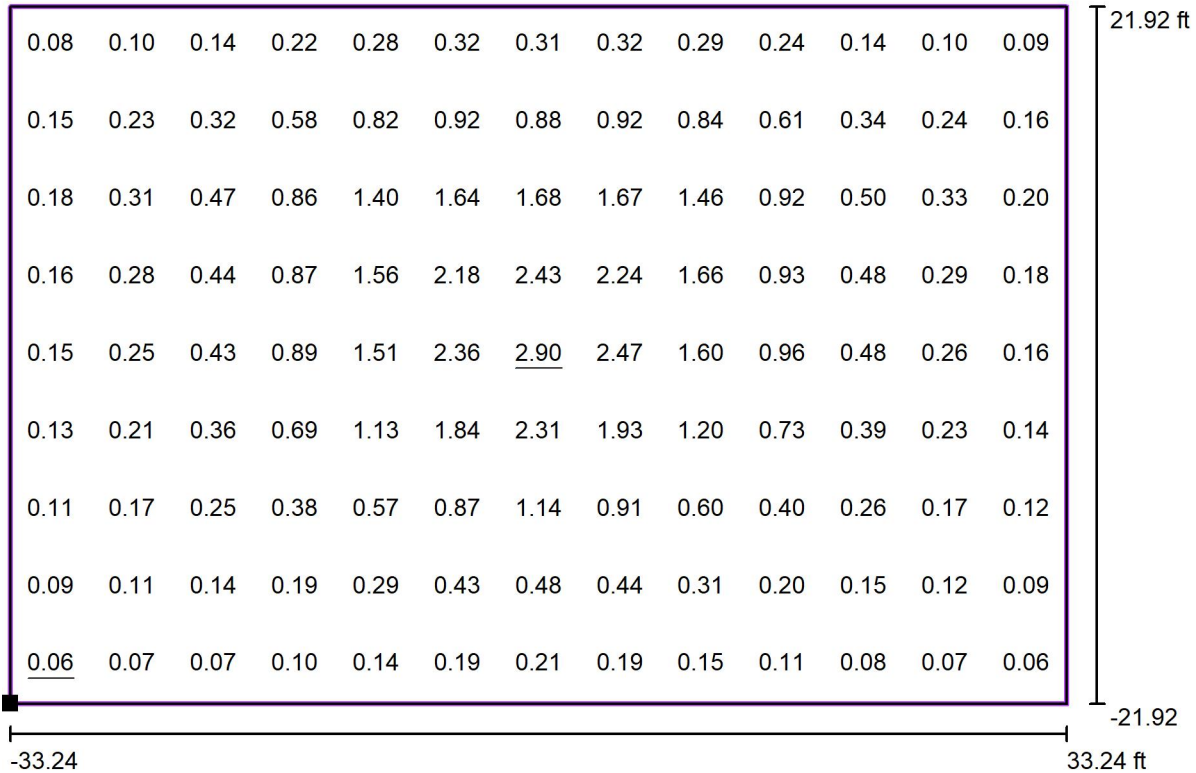 21.92 ft
0.08 0.10 0.14 0.22 0.28 0.32 0.31 0.32 0.29 0.24 0.14 0.10 0.09
0.15 0.23 0.32 0.58 0.82 0.92 0.88 0.92 0.84 0.61 0.34 0.24 0.16
0.18 0.31 0.47 0.86 1.40 1.64 1.68 1.67 1.46 0.92 0.50 0.33 0.20
0.16 0.28 0.44 0.87 1.56 2.18 2.43 2.24 1.66 0.93 0.48 0.29 0.18
0.15 0.25 0.43 0.89 1.51 2.36 2.90 2.47 1.60 0.96 0.48 0.26 0.16
0.13 0.21 0.36 0.69 1.13 1.84 2.31 1.93 1.20 0.73 0.39 0.23 0.14
0.11 0.17 0.25 0.38 0.57 0.87 1.14 0.91 0.60 0.40 0.26 0.17 0.12
0.09 0.11 0.14 0.19 0.29 0.43 0.48 0.44 0.31 0.20 0.15 0.12 0.09
0.06 0.07 0.07 0.10 0.14 0.19 0.21 0.19 0.15 0.11 0.08 0.07 0.06
-21.92
-33.24 33.24 ft